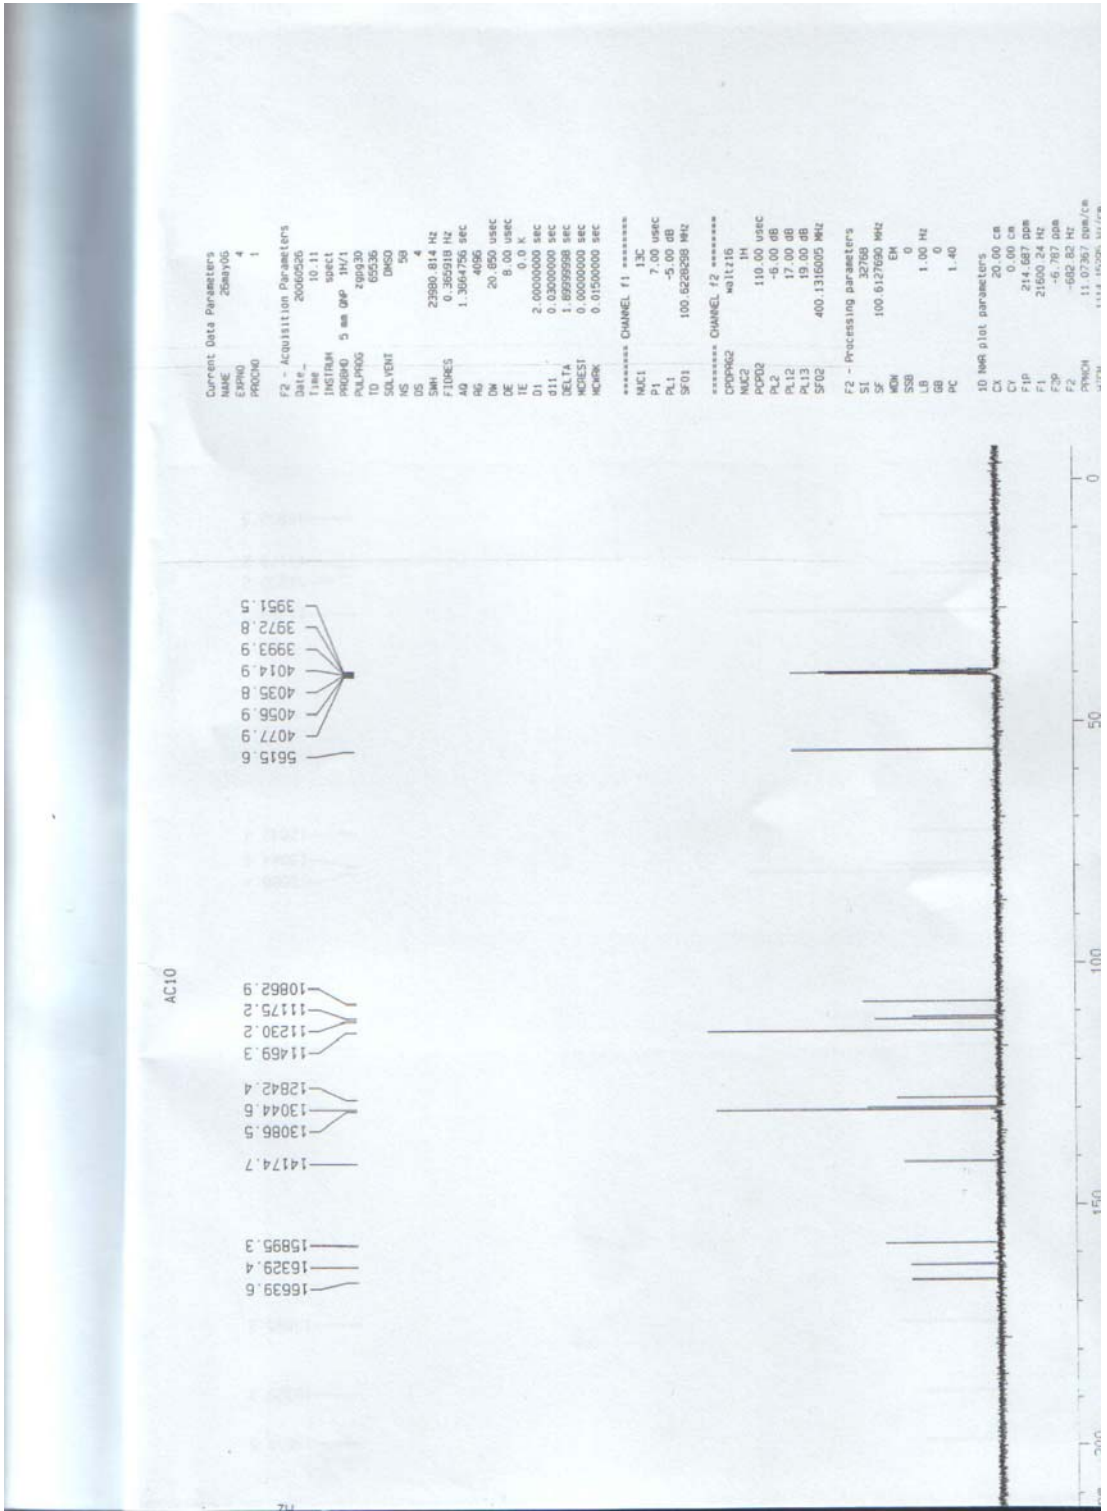 AC10
Current Data Parameters
NAME 26may06
EXPNO 4
PROCNO 1
F2 - Acquisition Parameters
Date_ 20060526
Time 10.11
INSTRUM spect
PROBHD 5 mm QNP 1H/1
PULPROG zgpg30
TD 65536
SOLVENT DMSO
NS 58
DS 4
SWH 23980.814 Hz
FIDRES 0.365918 Hz
AQ 1.3664756 sec
RG 4096
DW 20.850 usec
DE 8.00 usec
TE 0.0 K
D1 2.00000000 sec
d11 0.03000000 sec
DELTA 1.89999998 sec
MCREST 0.00000000 sec
MCWRK 0.01500000 sec
======== CHANNEL f1 ========
NUC1 13C
P1 7.00 usec
PL1 -5.00 dB
SFO1 100.6228298 MHz
======== CHANNEL f2 ========
CPDPRG2 waltz16
NUC2 1H
PCPD2 110.00 usec
PL2 -6.00 dB
PL12 17.00 dB
PL13 19.00 dB
SFO2 400.1316005 MHz
F2 - Processing parameters
SI 32768
SF 100.6127690 MHz
WDW EM
SSB 0
LB 1.00 Hz
GB 0
PC 1.40
1D NMR plot parameters
CX 20.00 cm
CY 0.00 cm
F1P 214.687 ppm
F1 21600.24 Hz
F2P -6.787 ppm
F2 -682.82 Hz
PPMCM 11.07367 ppm/cm
Hz
16639.6
16329.4
15895.3
14174.7
13086.5
13044.6
12842.4
11469.3
11230.2
11175.2
10862.9
5615.6
4077.9
4056.9
4035.8
4014.9
3993.9
3972.8
3951.5
200 150 100 50 0